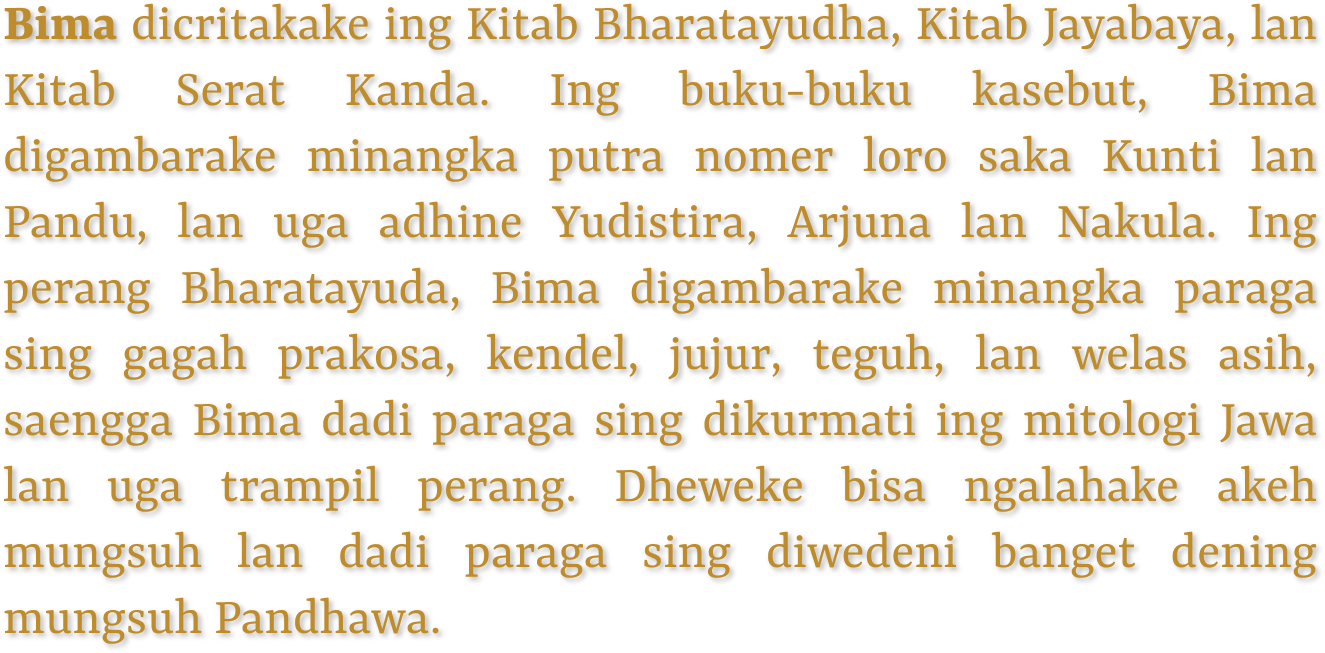 Bima dicritakake ing Kitab Bharatayudha, Kitab Jayabaya, lan
Kitab Serat Kanda. Ing buku-buku kasebut, Bima
digambarake minangka putra nomer loro saka Kunti lan
Pandu, lan uga adhine Yudistira, Arjuna lan Nakula. Ing
perang Bharatayuda, Bima digambarake minangka paraga
sing gagah prakosa, kendel, jujur, teguh, lan welas asih,
saengga Bima dadi paraga sing dikurmati ing mitologi Jawa
lan uga trampil perang. Dheweke bisa ngalahake akeh
mungsuh lan dadi paraga sing diwedeni banget dening
mungsuh Pandhawa.